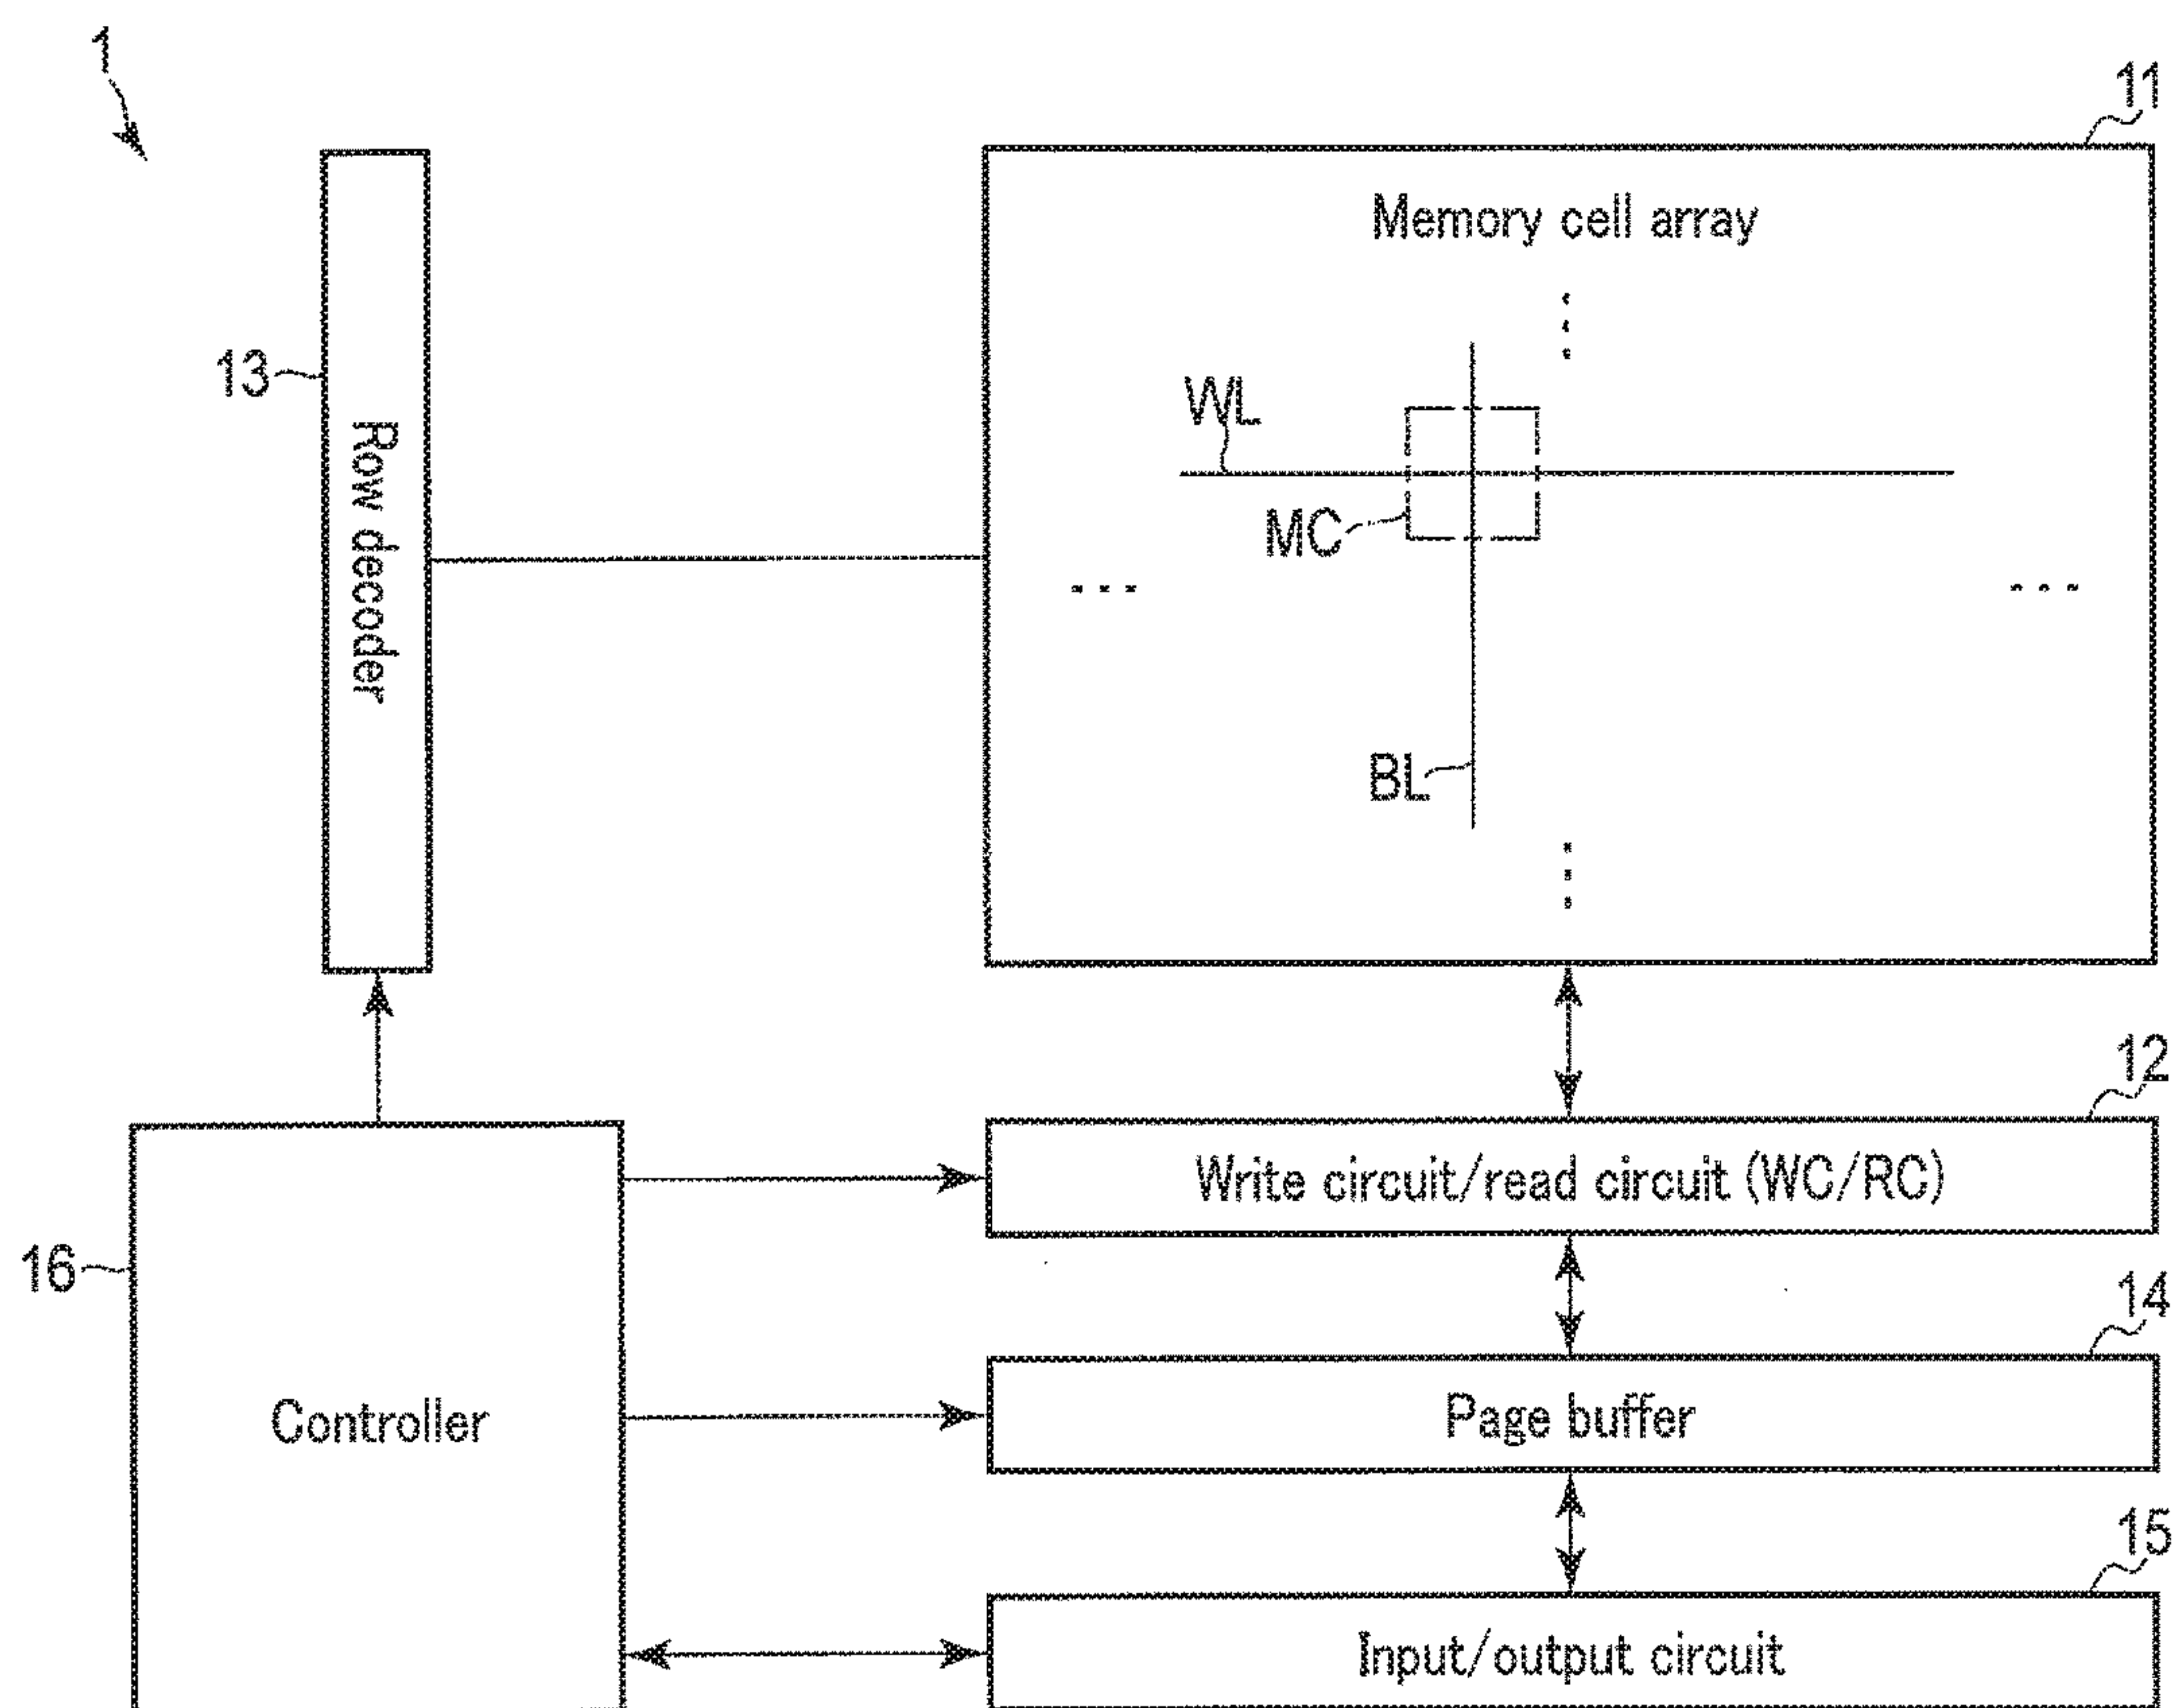 1
11
Memory cell array
13
Row decoder
WL
MC
...
...
BL
12
Write circuit/read circuit (WC/RC)
16
Controller
14
Page buffer
15
Input/output circuit